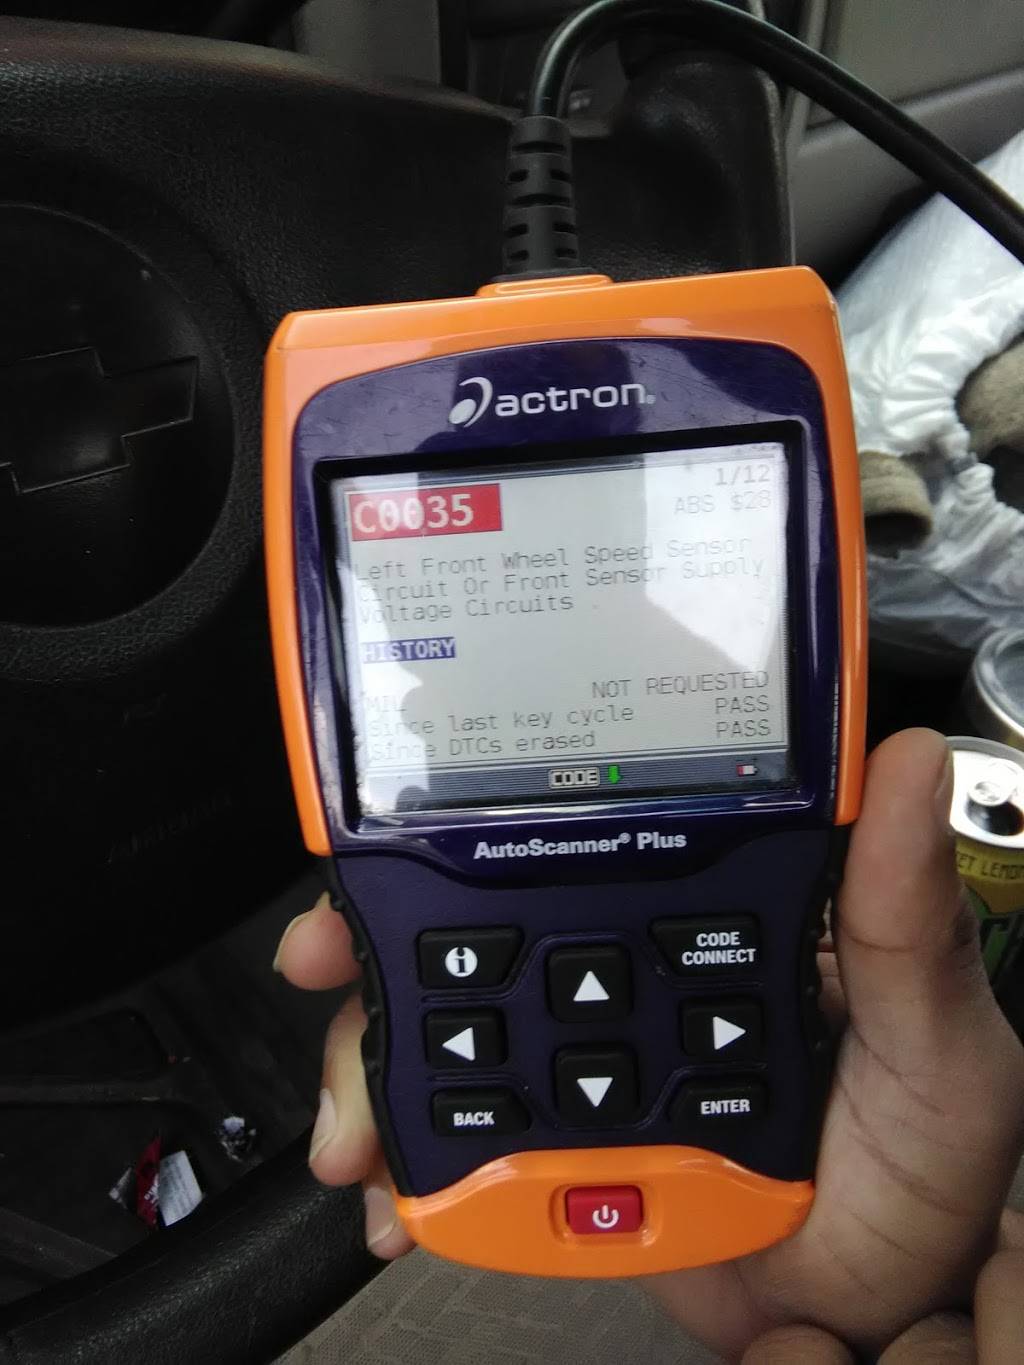 actron®
1/12
C0035
ABS $28
Left Front Wheel Speed Sensor
Circuit Or Front Sensor Supply
Voltage Circuits
HISTORY
MIL NOT REQUESTED
Since last key cycle PASS
Since DTCs erased PASS
CODE
AutoScanner® Plus
i
CODE
CONNECT
BACK
ENTER